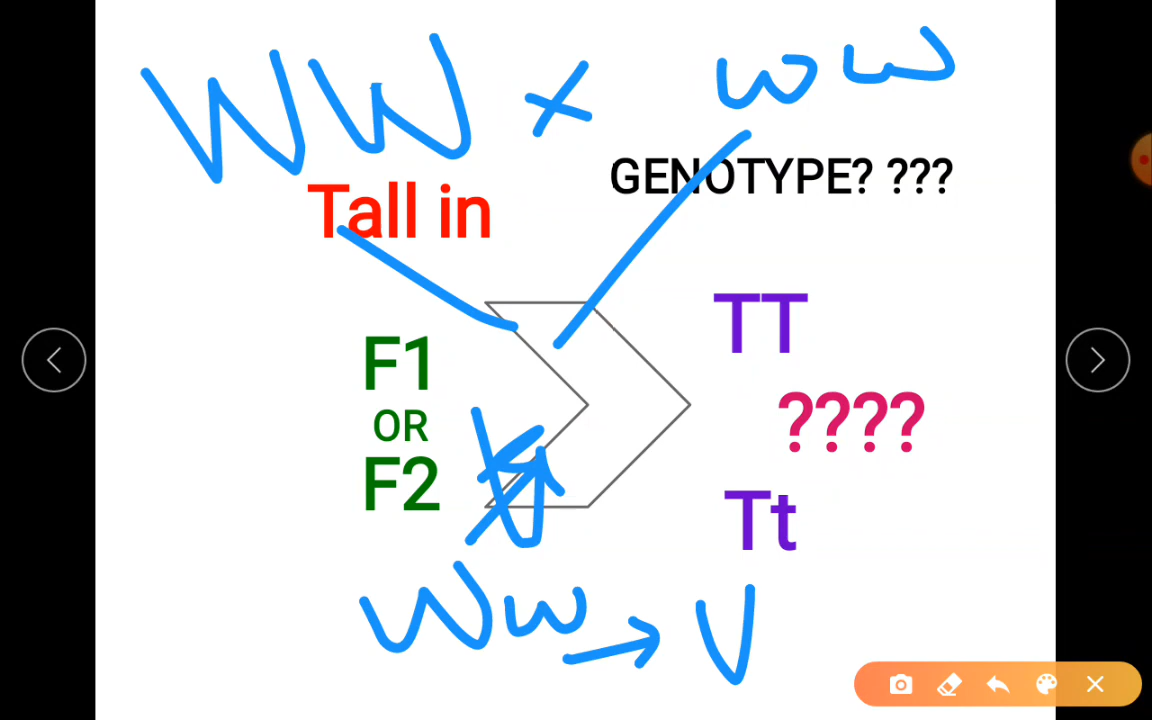 WW × ww
GENOTYPE? ???
Tall in
TT
F1
OR
F2
????
Tt
Ww → V